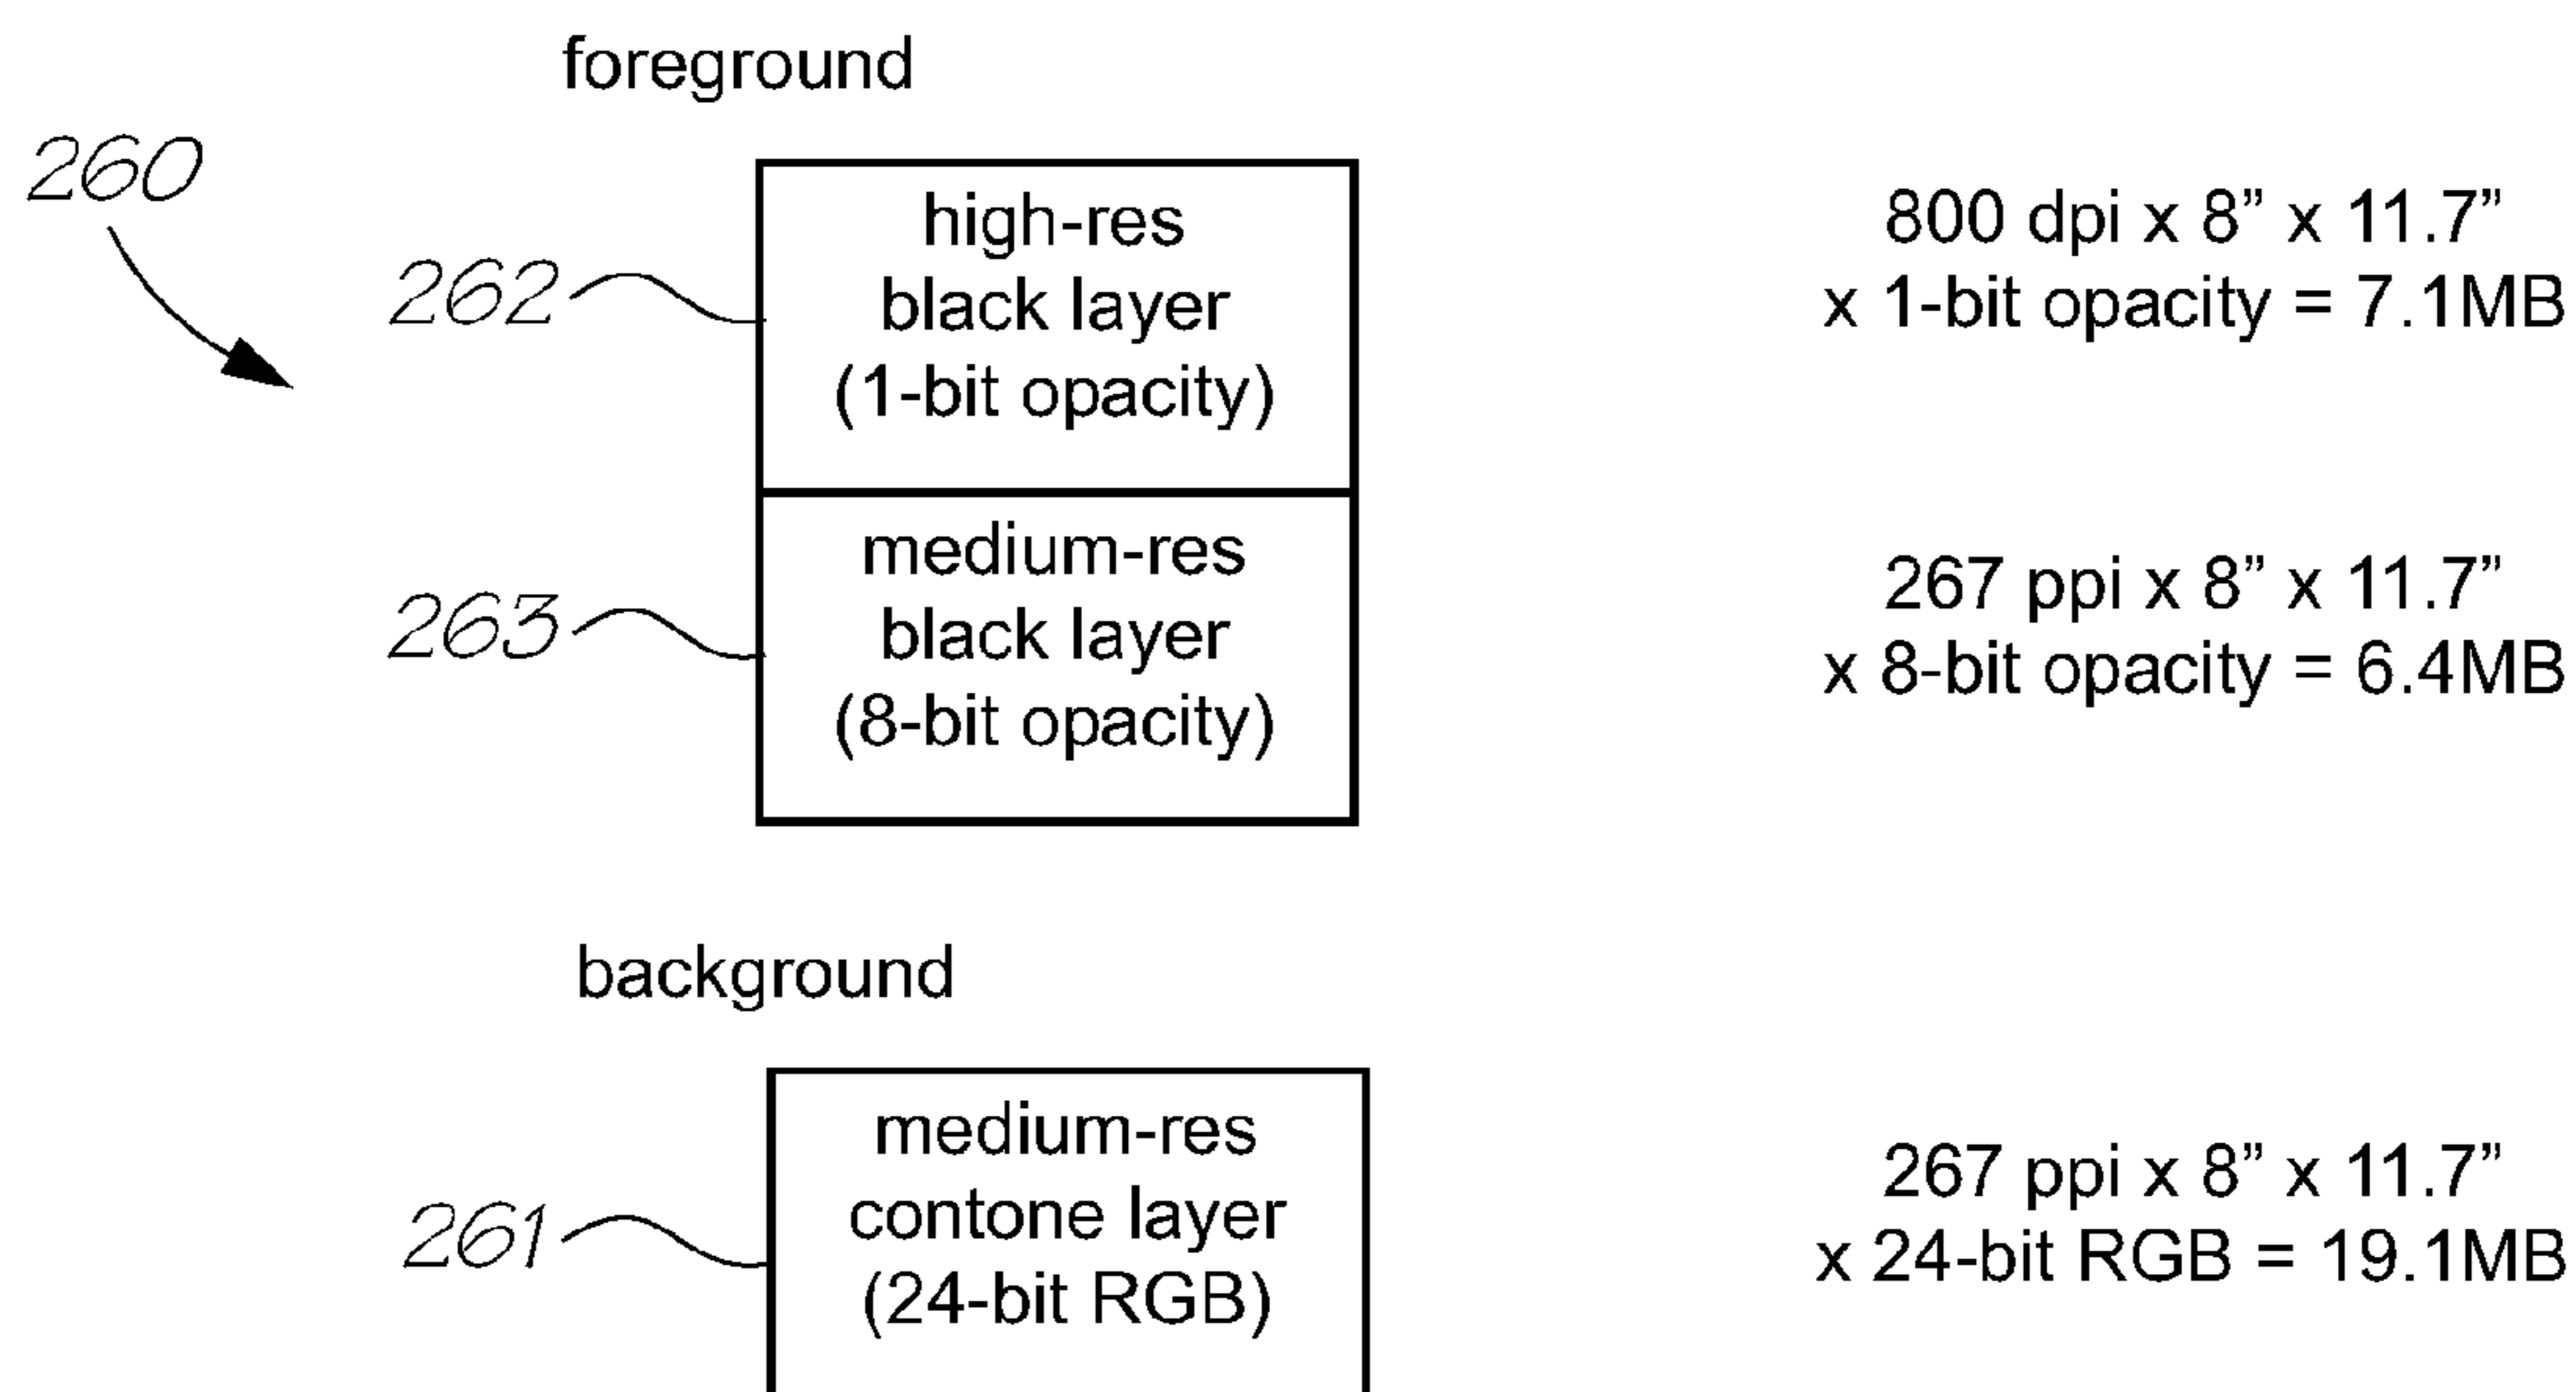 foreground
260
262
high-res
black layer
(1-bit opacity)
800 dpi x 8” x 11.7”
x 1-bit opacity = 7.1MB
263
medium-res
black layer
(8-bit opacity)
267 ppi x 8” x 11.7”
x 8-bit opacity = 6.4MB
background
261
medium-res
contone layer
(24-bit RGB)
267 ppi x 8” x 11.7”
x 24-bit RGB = 19.1MB